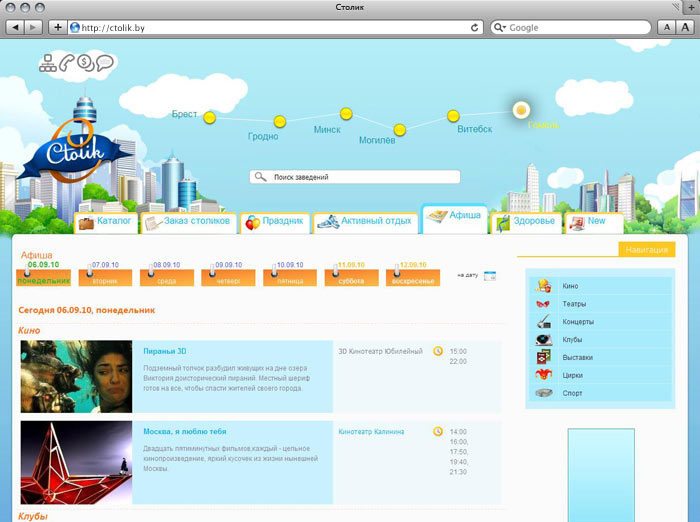 Столик
http://ctolik.by
Google
A A
Брест
Гродно
Минск
Могилёв
Витебск
Гомель
Ctolik
Поиск заведений
Каталог
Заказ столиков
Праздник
Активный отдых
Афиша
Здоровье
New
Афиша
06.09.10 07.09.10 08.09.10 09.09.10 10.09.10 11.09.10 12.09.10
понедельник вторник среда четверг пятница суббота воскресенье
на дату
Навигация
Кино
Театры
Концерты
Клубы
Выставки
Цирки
Спорт
Сегодня 06.09.10, понедельник
Кино
Пираньи 3D
Подземный толчок разбудил живущих на дне озера
Виктория доисторический пираний. Местный шериф
готов на все, чтобы спасти жителей своего города.
3D Кинотеатр Юбилейный
15:00
22:00
Москва, я люблю тебя
Двадцать пятиминутных фильмов,каждый - цельное
кинопроизведение, яркий кусочек из жизни нынешней
Москвы.
Кинотеатр Калинина
14:00
16:00,
17:50,
19:40,
21:30
Клубы